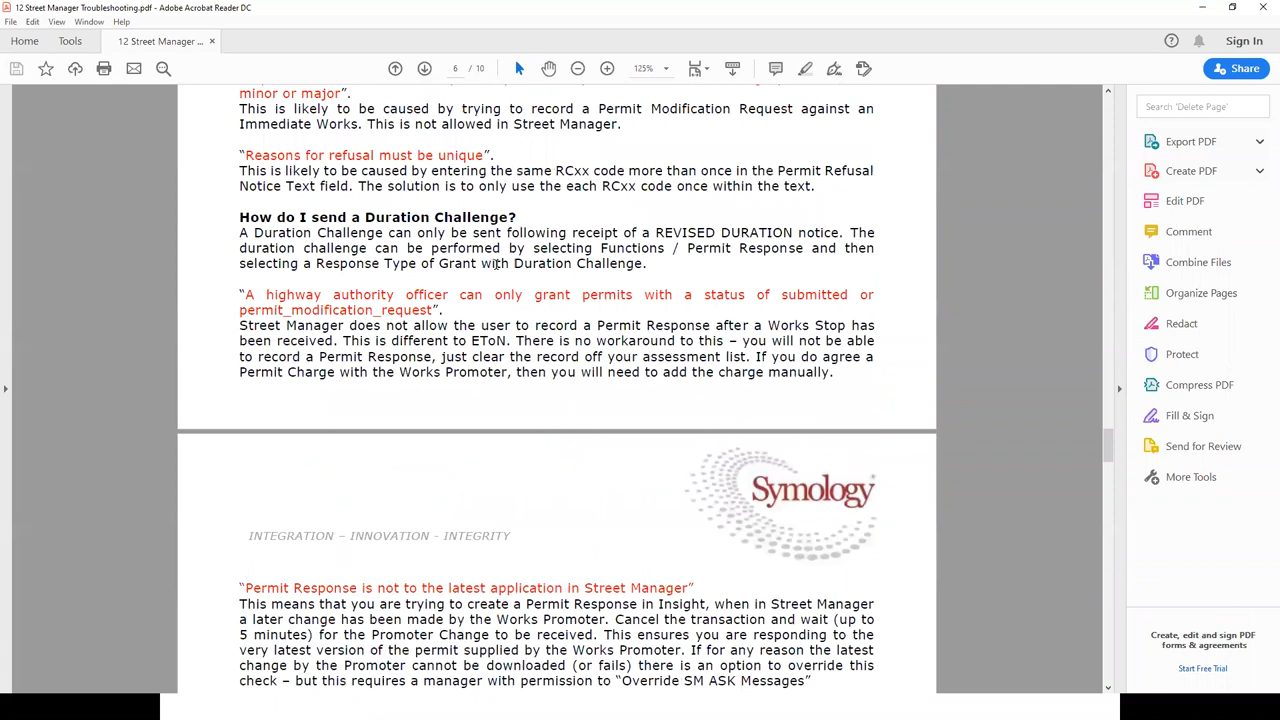 12 Street Manager Troubleshooting.pdf - Adobe Acrobat Reader DC
File Edit View Window Help
Home Tools 12 Street Manager ... × Sign In
6 / 10 125% Share
minor or major".
This is likely to be caused by trying to record a Permit Modification Request against an
Immediate Works. This is not allowed in Street Manager.
"Reasons for refusal must be unique".
This is likely to be caused by entering the same RCxx code more than once in the Permit Refusal
Notice Text field. The solution is to only use the each RCxx code once within the text.
How do I send a Duration Challenge?
A Duration Challenge can only be sent following receipt of a REVISED DURATION notice. The
duration challenge can be performed by selecting Functions / Permit Response and then
selecting a Response Type of Grant with Duration Challenge.
"A highway authority officer can only grant permits with a status of submitted or
permit_modification_request".
Street Manager does not allow the user to record a Permit Response after a Works Stop has
been received. This is different to EToN. There is no workaround to this – you will not be able
to record a Permit Response, just clear the record off your assessment list. If you do agree a
Permit Charge with the Works Promoter, then you will need to add the charge manually.
Symology
INTEGRATION – INNOVATION - INTEGRITY
"Permit Response is not to the latest application in Street Manager"
This means that you are trying to create a Permit Response in Insight, when in Street Manager
a later change has been made by the Works Promoter. Cancel the transaction and wait (up to
5 minutes) for the Promoter Change to be received. This ensures you are responding to the
very latest version of the permit supplied by the Works Promoter. If for any reason the latest
change by the Promoter cannot be downloaded (or fails) there is an option to override this
check – but this requires a manager with permission to "Override SM ASK Messages"
Search 'Delete Page'
Export PDF
Create PDF
Edit PDF
Comment
Combine Files
Organize Pages
Redact
Protect
Compress PDF
Fill & Sign
Send for Review
More Tools
Create, edit and sign PDF
forms & agreements
Start Free Trial